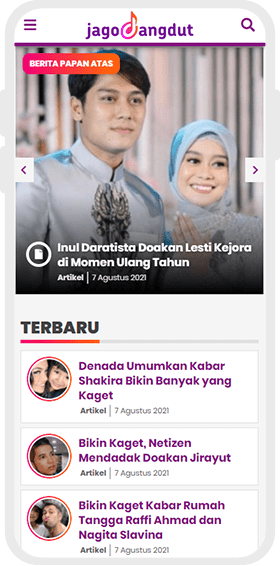 jagodangdut
BERITA PAPAN ATAS
Inul Daratista Doakan Lesti Kejora
di Momen Ulang Tahun
Artikel | 7 Agustus 2021
TERBARU
Denada Umumkan Kabar
Shakira Bikin Banyak yang
Kaget
Artikel | 7 Agustus 2021
Bikin Kaget, Netizen
Mendadak Doakan Jirayut
Artikel | 7 Agustus 2021
Bikin Kaget Kabar Rumah
Tangga Raffi Ahmad dan
Nagita Slavina
Artikel | 7 Agustus 2021